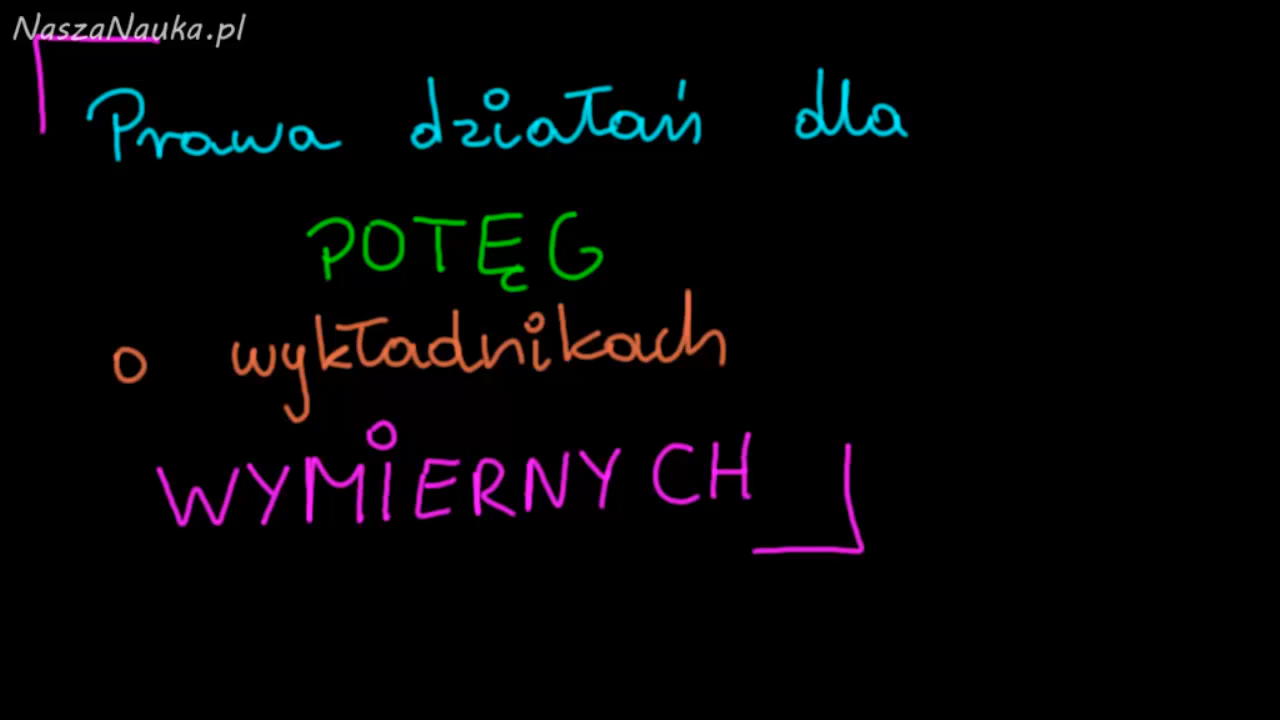 NaszaNauka.pl
Prawa działań dla
POTĘG
o wykładnikach
WYMIERNYCH